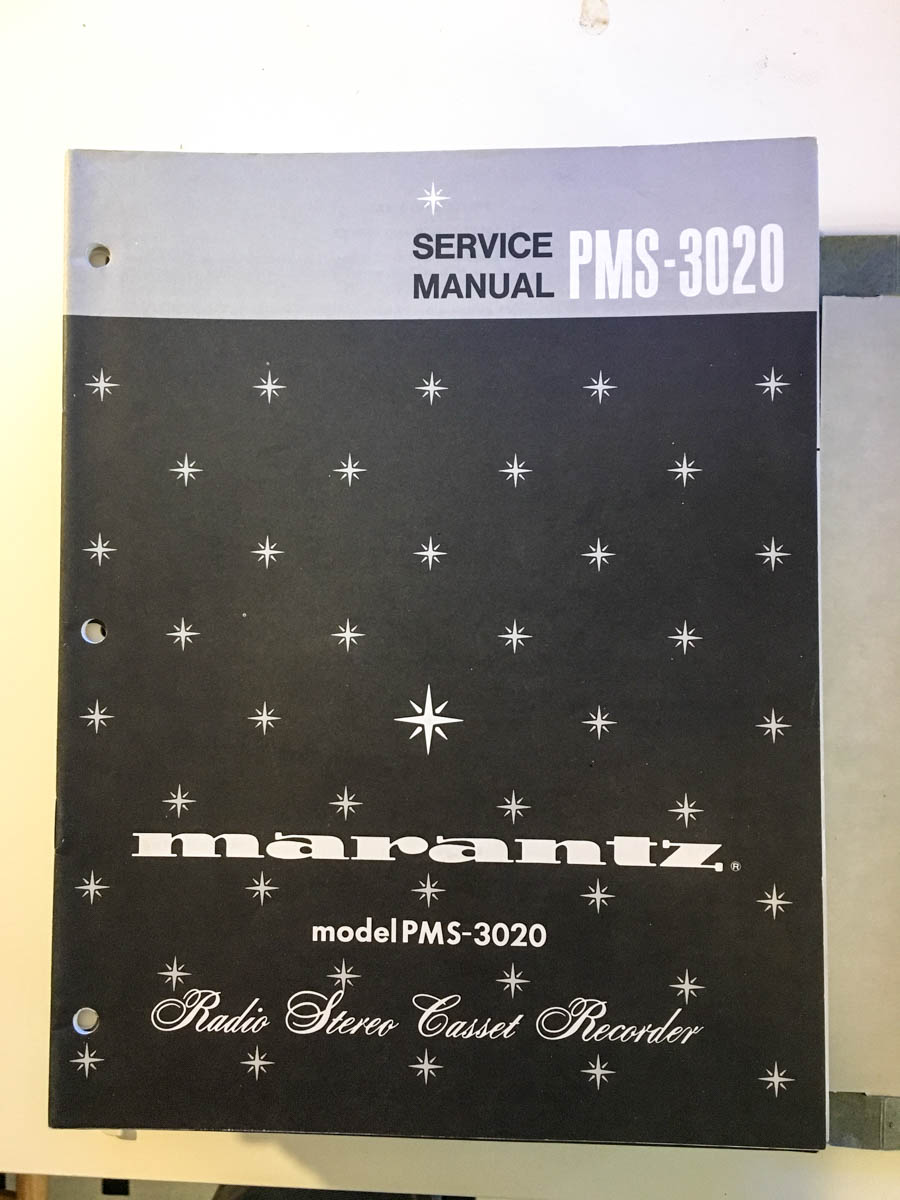 SERVICE
MANUAL PMS-3020
marantz®
model PMS-3020
Radio Stereo Casset Recorder